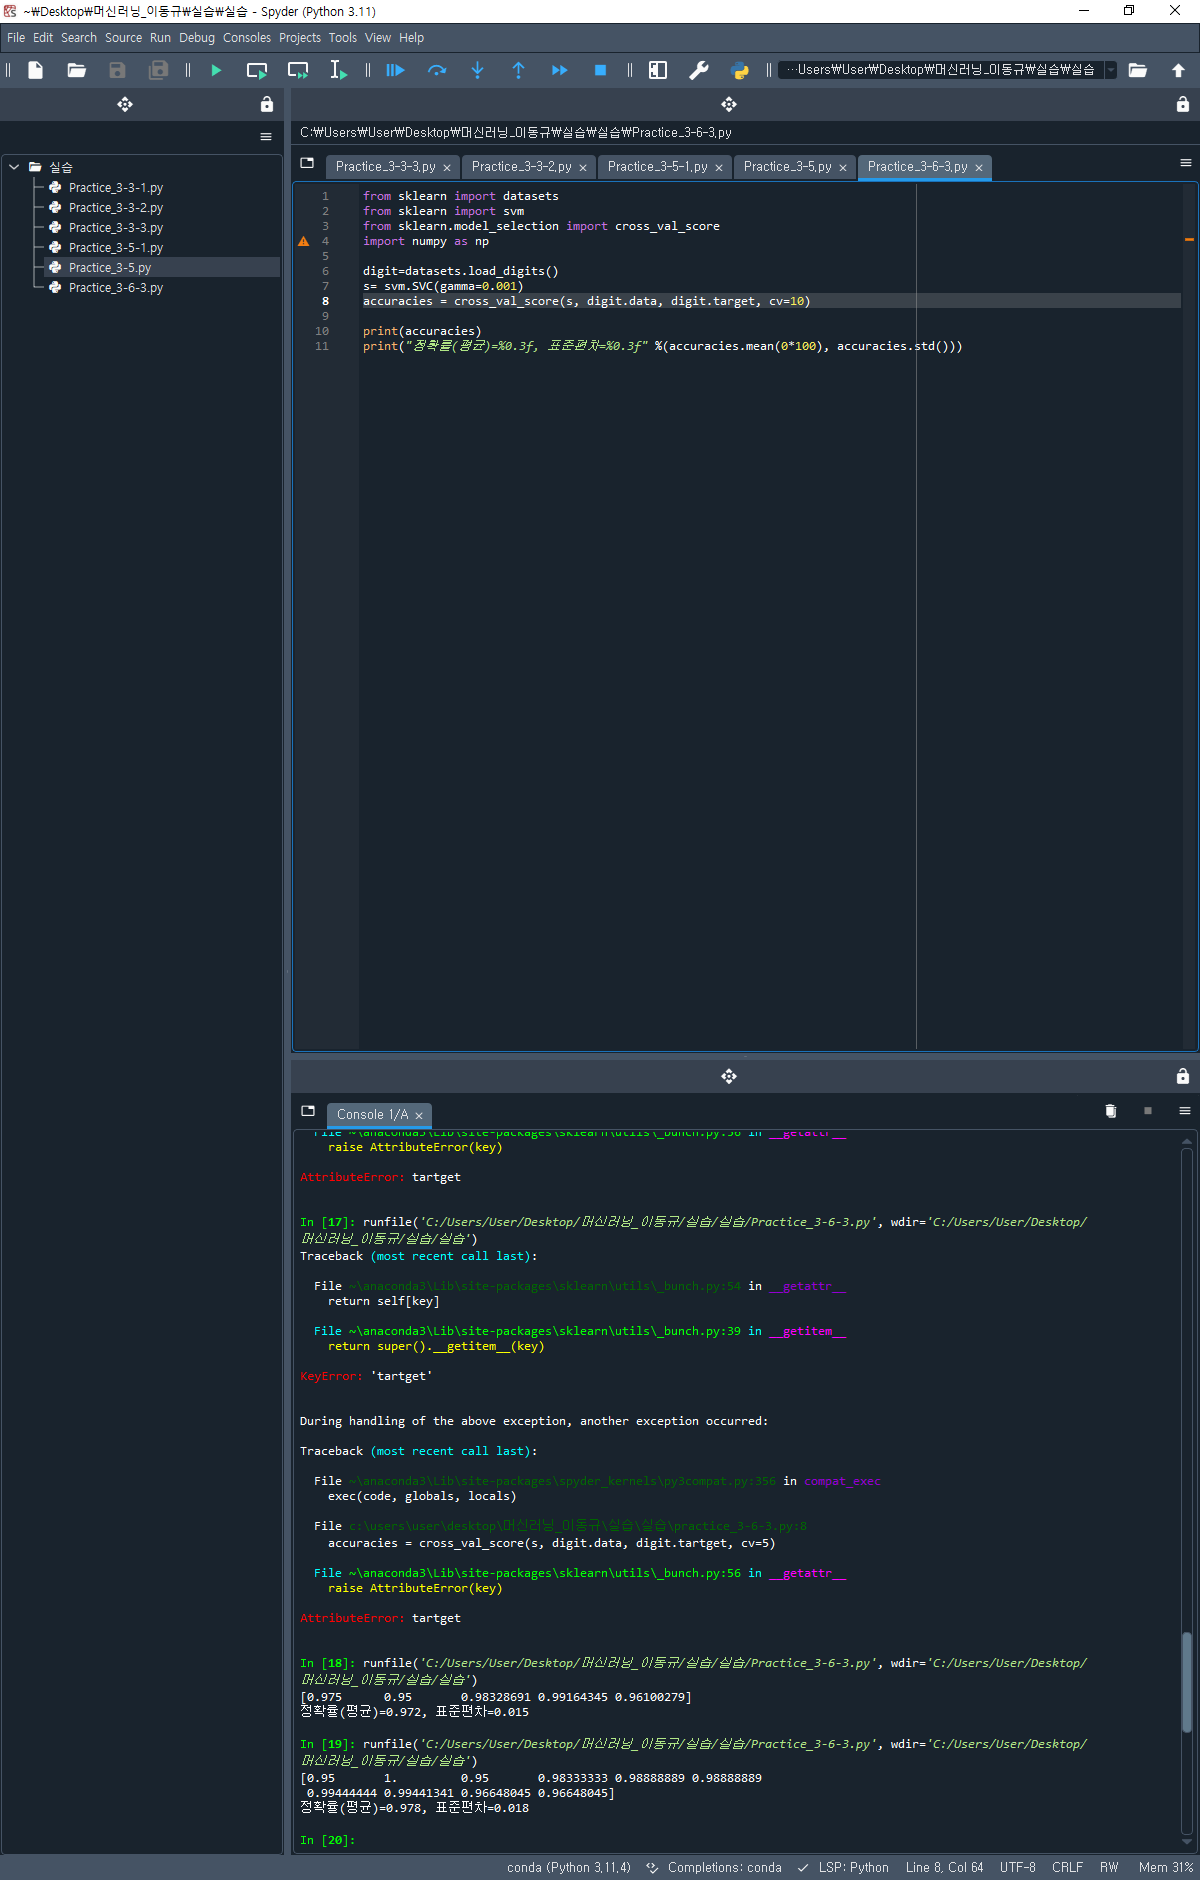 ~₩Desktop₩머신러닝_이동규₩실습₩실습 - Spyder (Python 3.11)
File Edit Search Source Run Debug Consoles Projects Tools View Help
···Users₩User₩Desktop₩머신러닝_이동규₩실습₩실습
C:₩Users₩User₩Desktop₩머신러닝_이동규₩실습₩실습₩Practice_3-6-3.py
실습
Practice_3-3-1.py
Practice_3-3-2.py
Practice_3-3-3.py
Practice_3-5-1.py
Practice_3-5.py
Practice_3-6-3.py
Practice_3-3-3.py Practice_3-3-2.py Practice_3-5-1.py Practice_3-5.py Practice_3-6-3.py
1 from sklearn import datasets
2 from sklearn import svm
3 from sklearn.model_selection import cross_val_score
4 import numpy as np
5
6 digit=datasets.load_digits()
7 s= svm.SVC(gamma=0.001)
8 accuracies = cross_val_score(s, digit.data, digit.target, cv=10)
9
10 print(accuracies)
11 print("정확률(평균)=%0.3f, 표준편차=%0.3f" %(accuracies.mean(0*100), accuracies.std()))
Console 1/A
File ~\anaconda3\Lib\site-packages\sklearn\utils\_bunch.py:56 in __getattr__
raise AttributeError(key)
AttributeError: tartget
In [17]: runfile('C:/Users/User/Desktop/머신러닝_이동규/실습/실습/Practice_3-6-3.py', wdir='C:/Users/User/Desktop/
머신러닝_이동규/실습/실습')
Traceback (most recent call last):
File ~\anaconda3\Lib\site-packages\sklearn\utils\_bunch.py:54 in __getattr__
return self[key]
File ~\anaconda3\Lib\site-packages\sklearn\utils\_bunch.py:39 in __getitem__
return super().__getitem__(key)
KeyError: 'tartget'
During handling of the above exception, another exception occurred:
Traceback (most recent call last):
File ~\anaconda3\Lib\site-packages\spyder_kernels\py3compat.py:356 in compat_exec
exec(code, globals, locals)
File c:\users\user\desktop\머신러닝_이동규\실습\실습\practice_3-6-3.py:8
accuracies = cross_val_score(s, digit.data, digit.tartget, cv=5)
File ~\anaconda3\Lib\site-packages\sklearn\utils\_bunch.py:56 in __getattr__
raise AttributeError(key)
AttributeError: tartget
In [18]: runfile('C:/Users/User/Desktop/머신러닝_이동규/실습/실습/Practice_3-6-3.py', wdir='C:/Users/User/Desktop/
머신러닝_이동규/실습/실습')
[0.975 0.95 0.98328691 0.99164345 0.96100279]
정확률(평균)=0.972, 표준편차=0.015
In [19]: runfile('C:/Users/User/Desktop/머신러닝_이동규/실습/실습/Practice_3-6-3.py', wdir='C:/Users/User/Desktop/
머신러닝_이동규/실습/실습')
[0.95 1. 0.95 0.98333333 0.98888889 0.98888889
0.99444444 0.99441341 0.96648045 0.96648045]
정확률(평균)=0.978, 표준편차=0.018
In [20]:
conda (Python 3.11.4) Completions: conda LSP: Python Line 8, Col 64 UTF-8 CRLF RW Mem 31%